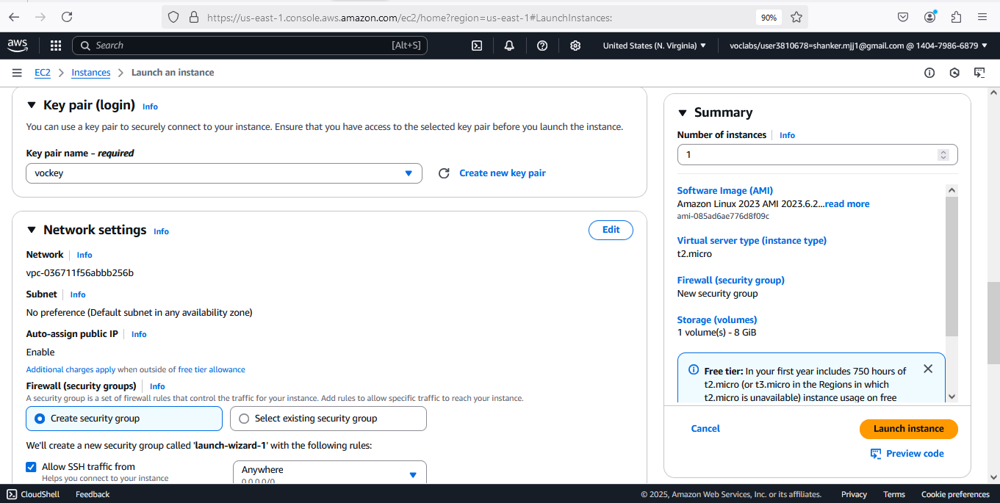 https://us-east-1.console.aws.amazon.com/ec2/home?region=us-east-1#LaunchInstances:
90%
aws
Search
[Alt+S]
United States (N. Virginia)
voclabs/user3810678=shanker.mjj1@gmail.com @ 1404-7986-6879
EC2
Instances
Launch an instance
Key pair (login) Info
You can use a key pair to securely connect to your instance. Ensure that you have access to the selected key pair before you launch the instance.
Key pair name – required
vockey
Create new key pair
Network settings Info
Edit
Network Info
vpc-036711f56abbb256b
Subnet Info
No preference (Default subnet in any availability zone)
Auto-assign public IP Info
Enable
Additional charges apply when outside of free tier allowance
Firewall (security groups) Info
A security group is a set of firewall rules that control the traffic for your instance. Add rules to allow specific traffic to reach your instance.
Create security group
Select existing security group
We'll create a new security group called 'launch-wizard-1' with the following rules:
Allow SSH traffic from
Helps you connect to your instance
Anywhere
0.0.0.0/0
Summary
Number of instances Info
1
Software Image (AMI)
Amazon Linux 2023 AMI 2023.6.2...read more
ami-085ad6ae776d8f09c
Virtual server type (instance type)
t2.micro
Firewall (security group)
New security group
Storage (volumes)
1 volume(s) - 8 GiB
Free tier: In your first year includes 750 hours of
t2.micro (or t3.micro in the Regions in which
t2.micro is unavailable) instance usage on free
Cancel
Launch instance
Preview code
CloudShell
Feedback
© 2025, Amazon Web Services, Inc. or its affiliates.
Privacy
Terms
Cookie preferences